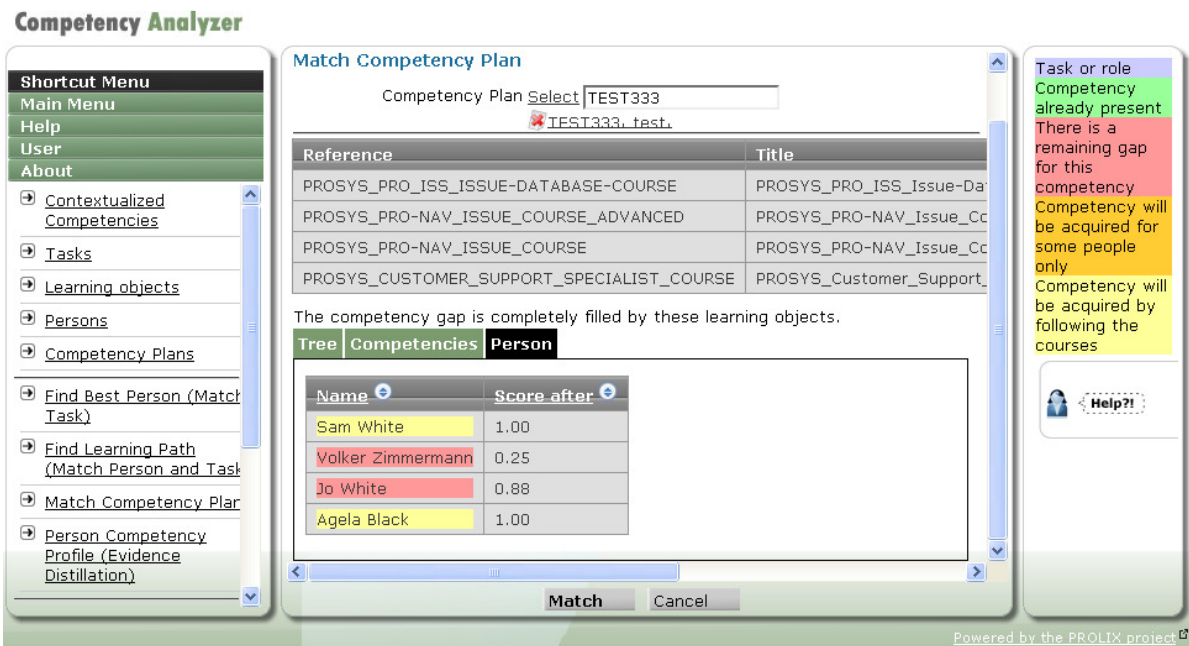 Competency Analyzer
Shortcut Menu
Main Menu
Help
User
About
Contextualized
Competencies
Tasks
Learning objects
Persons
Competency Plans
Find Best Person (Match
Task)
Find Learning Path
(Match Person and Task
Match Competency Plan
Person Competency
Profile (Evidence
Distillation)
Match Competency Plan
Competency Plan Select TEST333
TEST333, test,
Reference Title
PROSYS_PRO_ISS_ISSUE-DATABASE-COURSE PROSYS_PRO_ISS_Issue-Da
PROSYS_PRO-NAV_ISSUE_COURSE_ADVANCED PROSYS_PRO-NAV_Issue_Co
PROSYS_PRO-NAV_ISSUE_COURSE PROSYS_PRO-NAV_Issue_Co
PROSYS_CUSTOMER_SUPPORT_SPECIALIST_COURSE PROSYS_Customer_Support_
The competency gap is completely filled by these learning objects.
Tree Competencies Person
Name Score after
Sam White 1.00
Volker Zimmermann 0.25
Jo White 0.88
Agela Black 1.00
Match Cancel
Task or role
Competency
already present
There is a
remaining gap
for this
competency
Competency will
be acquired for
some people
only
Competency will
be acquired by
following the
courses
Help?!
Powered by the PROLIX project